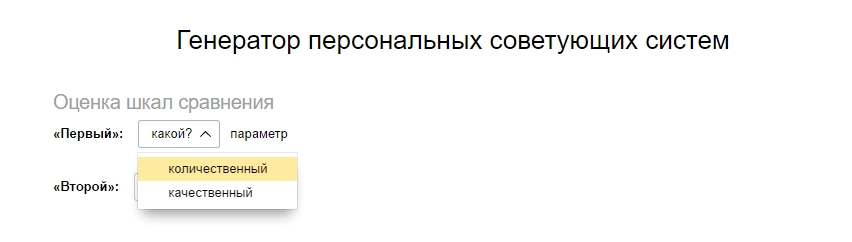 Генератор персональных советующих систем
Оценка шкал сравнения
«Первый»: какой? параметр
количественный
«Второй»:
качественный